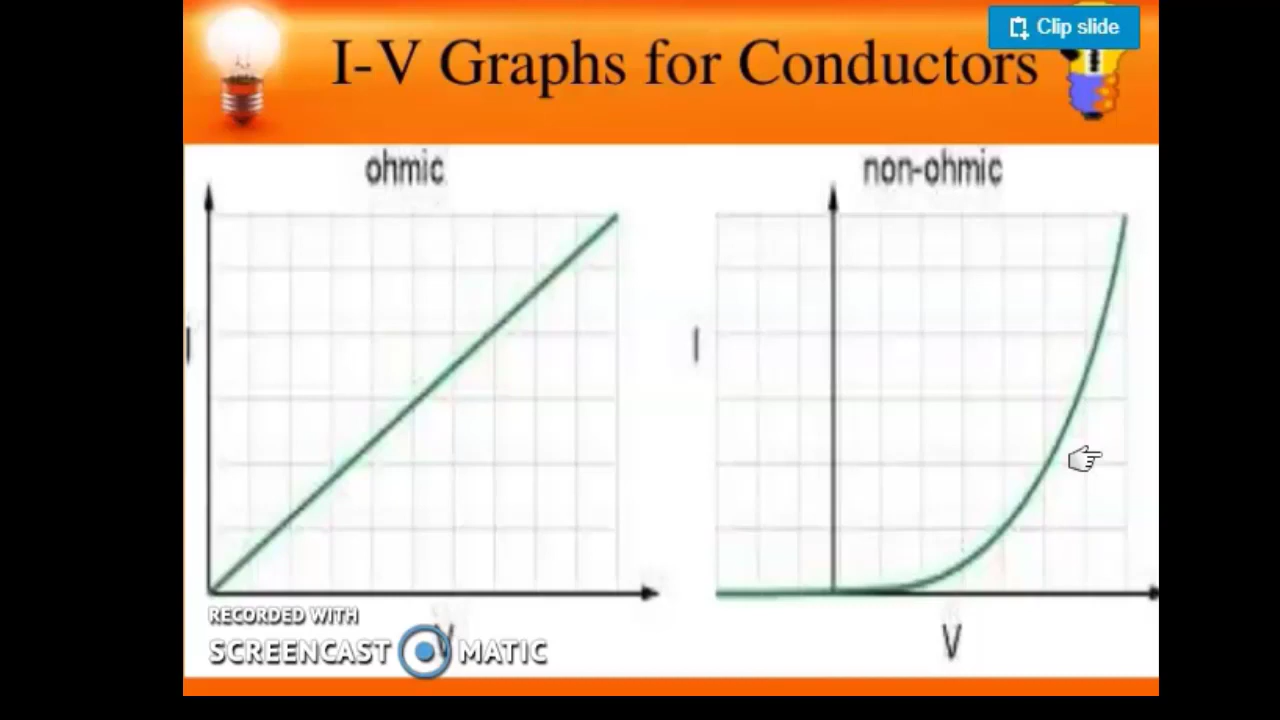 Clip slide
I-V Graphs for Conductors
ohmic
non-ohmic
I
I
RECORDED WITH
SCREENCAST MATIC
V
V